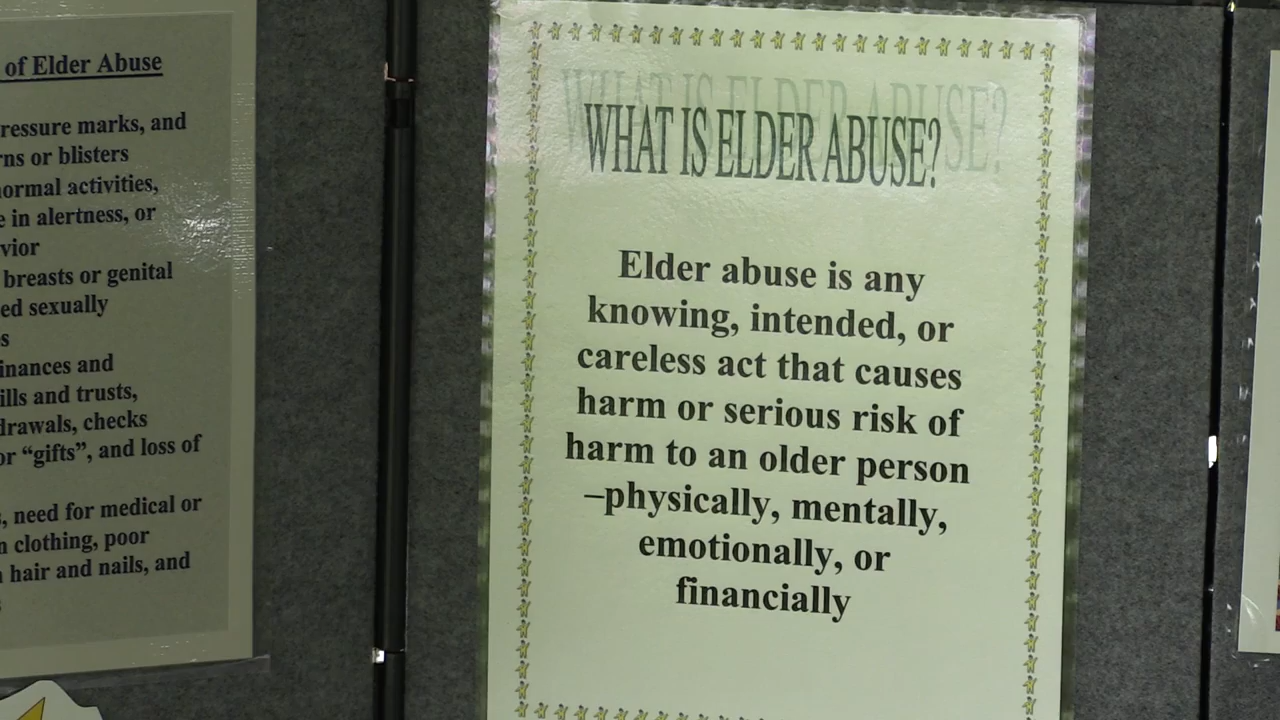 of Elder Abuse
ressure marks, and
rns or blisters
normal activities,
e in alertness, or
vior
breasts or genital
ed sexually
s
inances and
ills and trusts,
drawals, checks
or “gifts”, and loss of
, need for medical or
n clothing, poor
hair and nails, and
WHAT IS ELDER ABUSE?
Elder abuse is any
knowing, intended, or
careless act that causes
harm or serious risk of
harm to an older person
–physically, mentally,
emotionally, or
financially